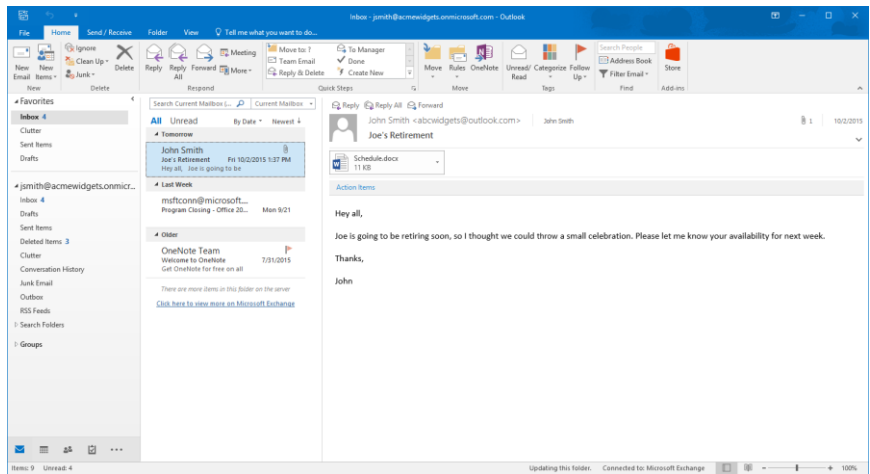 Inbox - jsmith@acmewidgets.onmicrosoft.com - Outlook
File Home Send / Receive Folder View Tell me what you want to do...
New Email
New Items
Ignore
Clean Up
Junk
Delete
Reply
Reply All
Forward
Meeting
More
Move to: ?
Team Email
Reply & Delete
To Manager
Done
Create New
Move
Rules
OneNote
Unread/ Read
Categorize
Follow Up
Search People
Address Book
Filter Email
Store
New Delete Respond Quick Steps Move Tags Find Add-ins
Favorites
Inbox 4
Clutter
Sent Items
Drafts
jsmith@acmewidgets.onmicr...
Inbox 4
Drafts
Sent Items
Deleted Items 3
Clutter
Conversation History
Junk Email
Outbox
RSS Feeds
Search Folders
Groups
Search Current Mailbox (... Current Mailbox
All Unread By Date Newest ↓
Tomorrow
John Smith
Joe's Retirement Fri 10/2/2015 1:37 PM
Hey all, Joe is going to be
Last Week
msftconn@microsoft...
Program Closing - Office 20... Mon 9/21
Older
OneNote Team
Welcome to OneNote 7/31/2015
Get OneNote for free on all
There are more items in this folder on the server
Click here to view more on Microsoft Exchange
Reply Reply All Forward
John Smith <abcwidgets@outlook.com> John Smith 1 10/2/2015
Joe's Retirement
Schedule.docx
11 KB
Action Items
Hey all,
Joe is going to be retiring soon, so I thought we could throw a small celebration. Please let me know your availability for next week.
Thanks,
John
Items: 9 Unread: 4 Updating this folder. Connected to: Microsoft Exchange 100%